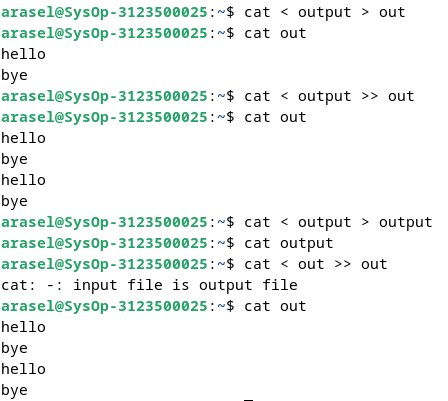 arasel@SysOp-3123500025:~$ cat < output > out
arasel@SysOp-3123500025:~$ cat out
hello
bye
arasel@SysOp-3123500025:~$ cat < output >> out
arasel@SysOp-3123500025:~$ cat out
hello
bye
hello
bye
arasel@SysOp-3123500025:~$ cat < output > output
arasel@SysOp-3123500025:~$ cat output
arasel@SysOp-3123500025:~$ cat < out >> out
cat: -: input file is output file
arasel@SysOp-3123500025:~$ cat out
hello
bye
hello
bye